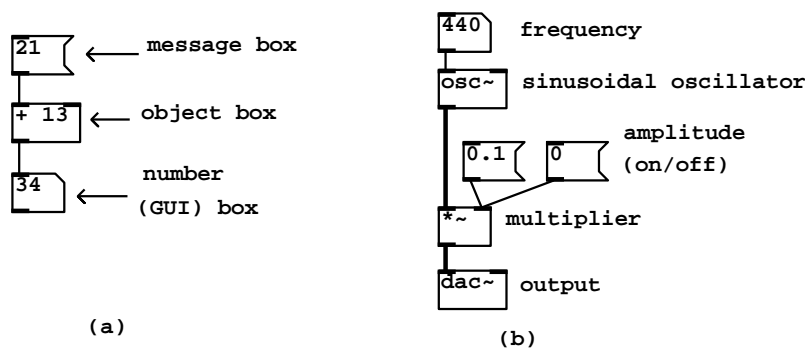 21
message box
+ 13
object box
34
number
(GUI) box
(a)
440
frequency
osc~
sinusoidal oscillator
0.1
0
amplitude
(on/off)
*~
multiplier
dac~
output
(b)